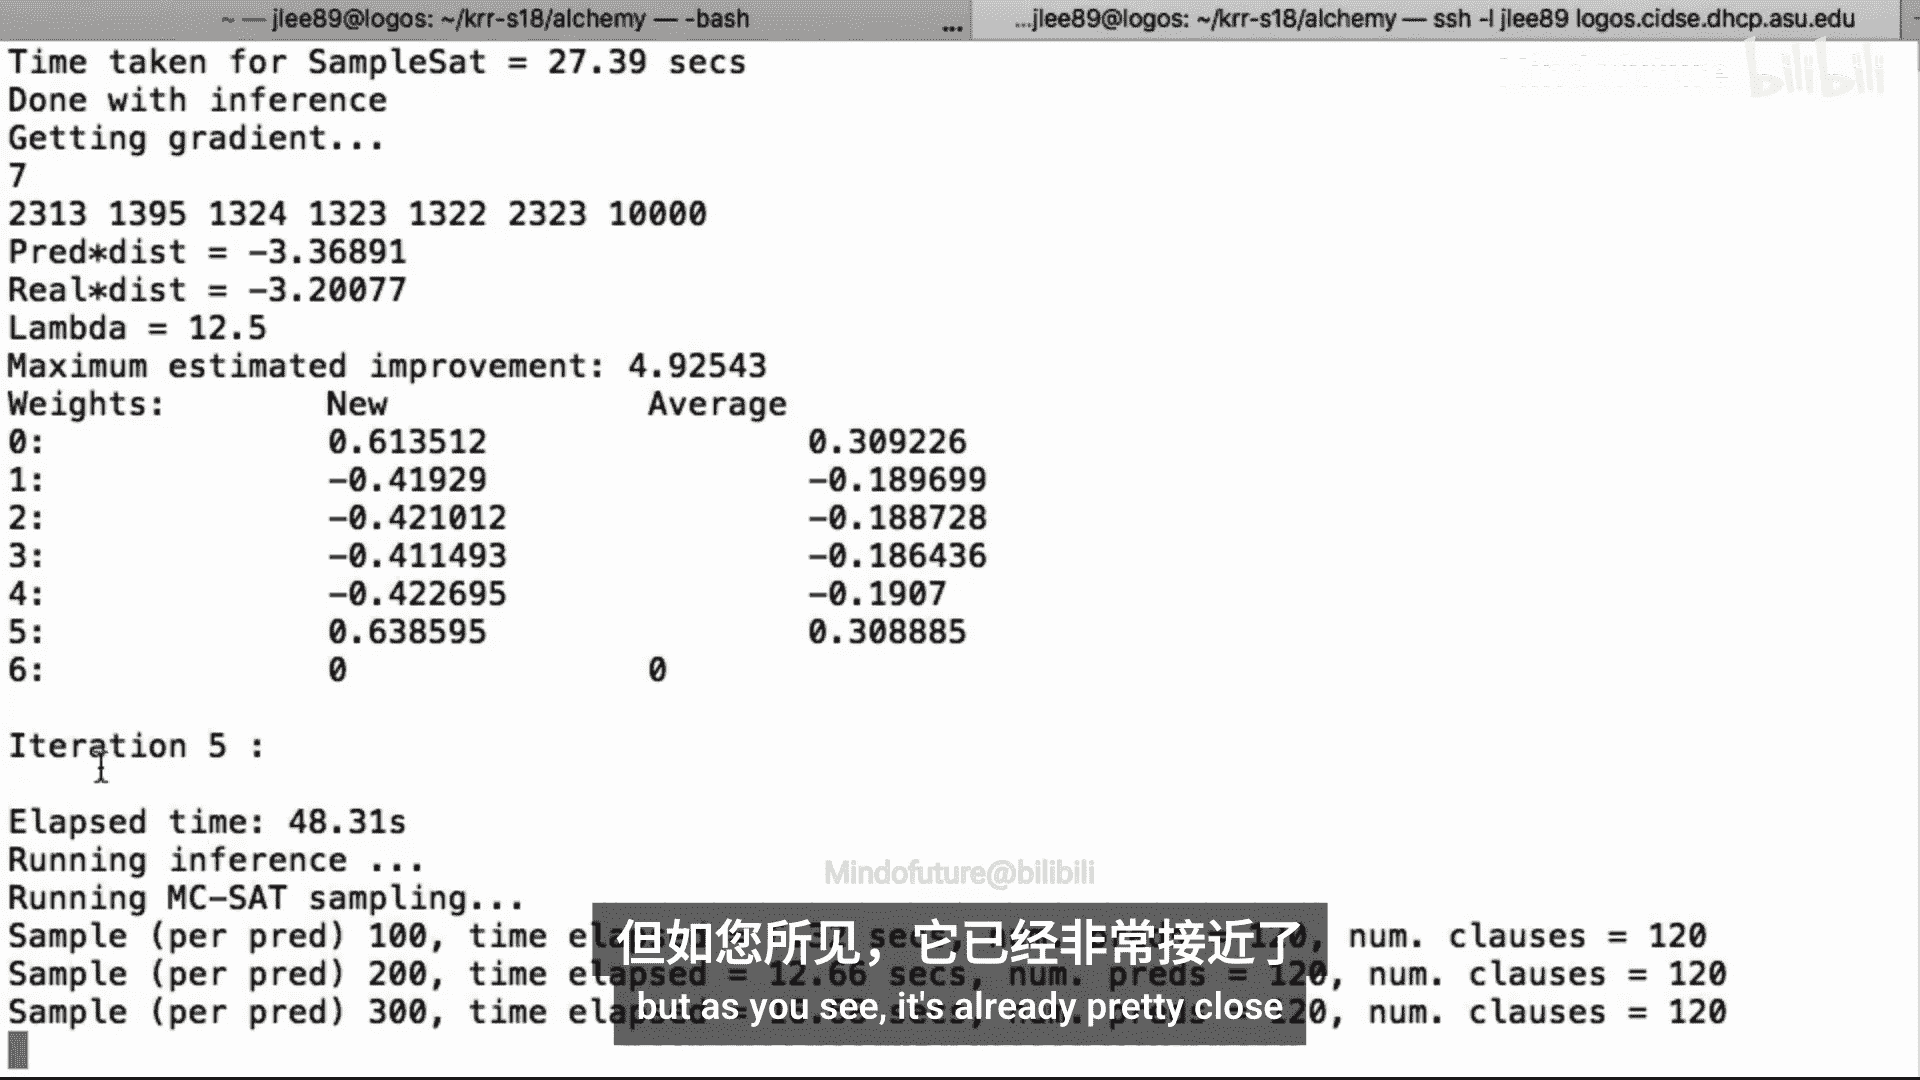 ~ — jlee89@logos: ~/krr-s18/alchemy — -bash
...
...jlee89@logos: ~/krr-s18/alchemy — ssh -l jlee89 logos.cidse.dhcp.asu.edu
bilibili
Time taken for SampleSat = 27.39 secs
Done with inference
Getting gradient...
7
2313 1395 1324 1323 1322 2323 10000
Pred*dist = -3.36891
Real*dist = -3.20077
Lambda = 12.5
Maximum estimated improvement: 4.92543
Weights: New Average
0: 0.613512 0.309226
1: -0.41929 -0.189699
2: -0.421012 -0.188728
3: -0.411493 -0.186436
4: -0.422695 -0.1907
5: 0.638595 0.308885
6: 0 0
Iteration 5 :
Elapsed time: 48.31s
Running inference ...
Running MC-SAT sampling...
Sample (per pred) 100, time secs, num. clauses = 120
Sample (per pred) 200, time elapsed = 12.66 secs, num. preds = 120, num. clauses = 120
Sample (per pred) 300, time num. clauses = 120
Mindofuture@bilibili
但如您所见，它已经非常接近了
but as you see, it's already pretty close